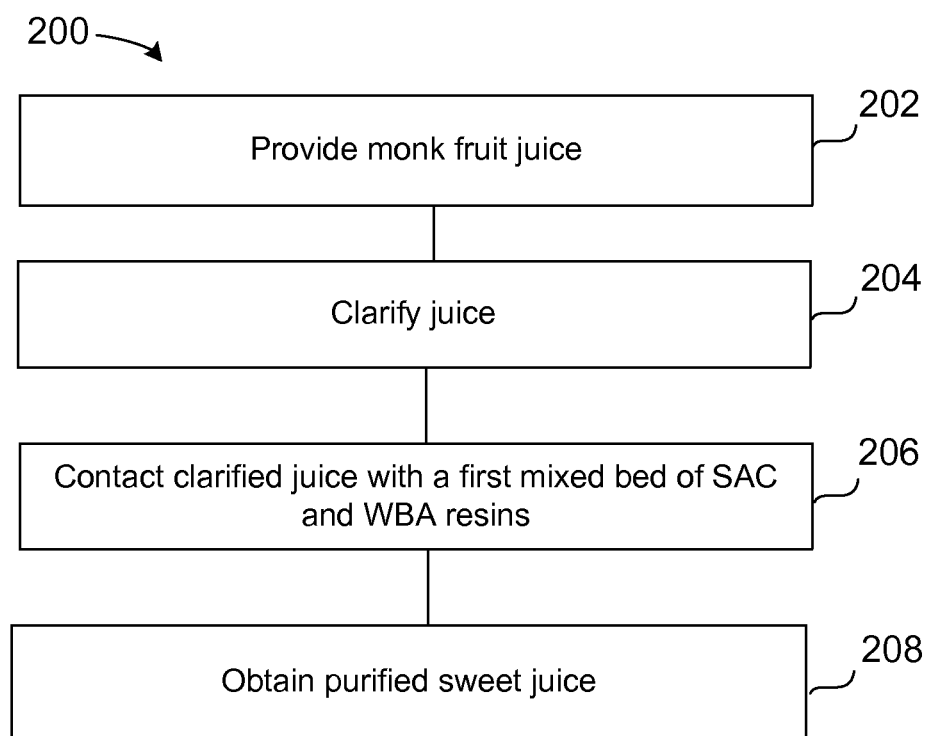 200
202
Provide monk fruit juice
204
Clarify juice
206
Contact clarified juice with a first mixed bed of SAC
and WBA resins
208
Obtain purified sweet juice